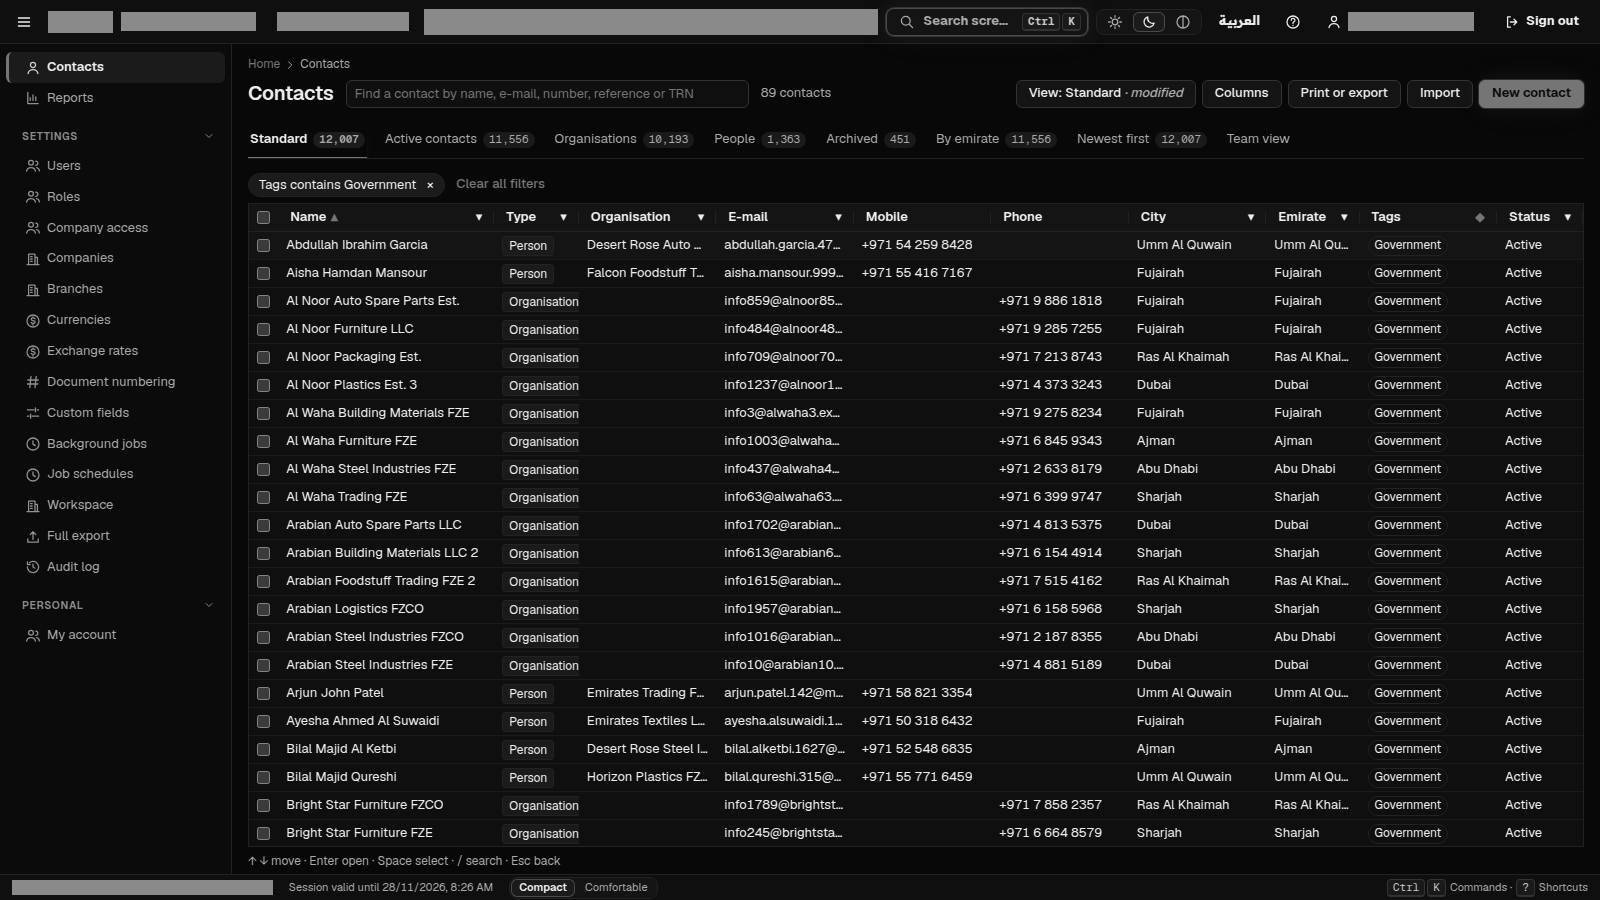 Search scre... Ctrl K العربية Sign out
Contacts
Reports
SETTINGS
Users
Roles
Company access
Companies
Branches
Currencies
Exchange rates
Document numbering
Custom fields
Background jobs
Job schedules
Workspace
Full export
Audit log
PERSONAL
My account
Home > Contacts
Contacts Find a contact by name, e-mail, number, reference or TRN 89 contacts View: Standard · modified Columns Print or export Import New contact
Standard 12,007 Active contacts 11,556 Organisations 10,193 People 1,363 Archived 451 By emirate 11,556 Newest first 12,007 Team view
Tags contains Government × Clear all filters
Name ▲ Type Organisation E-mail Mobile Phone City Emirate Tags Status
Abdullah Ibrahim Garcia Person Desert Rose Auto ... abdullah.garcia.47... +971 54 259 8428 Umm Al Quwain Umm Al Qu... Government Active
Aisha Hamdan Mansour Person Falcon Foodstuff T... aisha.mansour.999... +971 55 416 7167 Fujairah Fujairah Government Active
Al Noor Auto Spare Parts Est. Organisation info859@alnoor85... +971 9 886 1818 Fujairah Fujairah Government Active
Al Noor Furniture LLC Organisation info484@alnoor48... +971 9 285 7255 Fujairah Fujairah Government Active
Al Noor Packaging Est. Organisation info709@alnoor70... +971 7 213 8743 Ras Al Khaimah Ras Al Khai... Government Active
Al Noor Plastics Est. 3 Organisation info1237@alnoor1... +971 4 373 3243 Dubai Dubai Government Active
Al Waha Building Materials FZE Organisation info3@alwaha3.ex... +971 9 275 8234 Fujairah Fujairah Government Active
Al Waha Furniture FZE Organisation info1003@alwaha... +971 6 845 9343 Ajman Ajman Government Active
Al Waha Steel Industries FZE Organisation info437@alwaha4... +971 2 633 8179 Abu Dhabi Abu Dhabi Government Active
Al Waha Trading FZE Organisation info63@alwaha63.... +971 6 399 9747 Sharjah Sharjah Government Active
Arabian Auto Spare Parts LLC Organisation info1702@arabian... +971 4 813 5375 Dubai Dubai Government Active
Arabian Building Materials LLC 2 Organisation info613@arabian6... +971 6 154 4914 Sharjah Sharjah Government Active
Arabian Foodstuff Trading FZE 2 Organisation info1615@arabian... +971 7 515 4162 Ras Al Khaimah Ras Al Khai... Government Active
Arabian Logistics FZCO Organisation info1957@arabian... +971 6 158 5968 Sharjah Sharjah Government Active
Arabian Steel Industries FZCO Organisation info1016@arabian... +971 2 187 8355 Abu Dhabi Abu Dhabi Government Active
Arabian Steel Industries FZE Organisation info10@arabian10.... +971 4 881 5189 Dubai Dubai Government Active
Arjun John Patel Person Emirates Trading F... arjun.patel.142@m... +971 58 821 3354 Umm Al Quwain Umm Al Qu... Government Active
Ayesha Ahmed Al Suwaidi Person Emirates Textiles L... ayesha.alsuwaidi.1... +971 50 318 6432 Fujairah Fujairah Government Active
Bilal Majid Al Ketbi Person Desert Rose Steel I... bilal.alketbi.1627@... +971 52 548 6835 Ajman Ajman Government Active
Bilal Majid Qureshi Person Horizon Plastics FZ... bilal.qureshi.315@... +971 55 771 6459 Umm Al Quwain Umm Al Qu... Government Active
Bright Star Furniture FZCO Organisation info1789@brightst... +971 7 858 2357 Ras Al Khaimah Ras Al Khai... Government Active
Bright Star Furniture FZE Organisation info245@brightsta... +971 6 664 8579 Sharjah Sharjah Government Active
↑↓ move · Enter open · Space select · / search · Esc back
Session valid until 28/11/2026, 8:26 AM Compact Comfortable Ctrl K Commands · ? Shortcuts